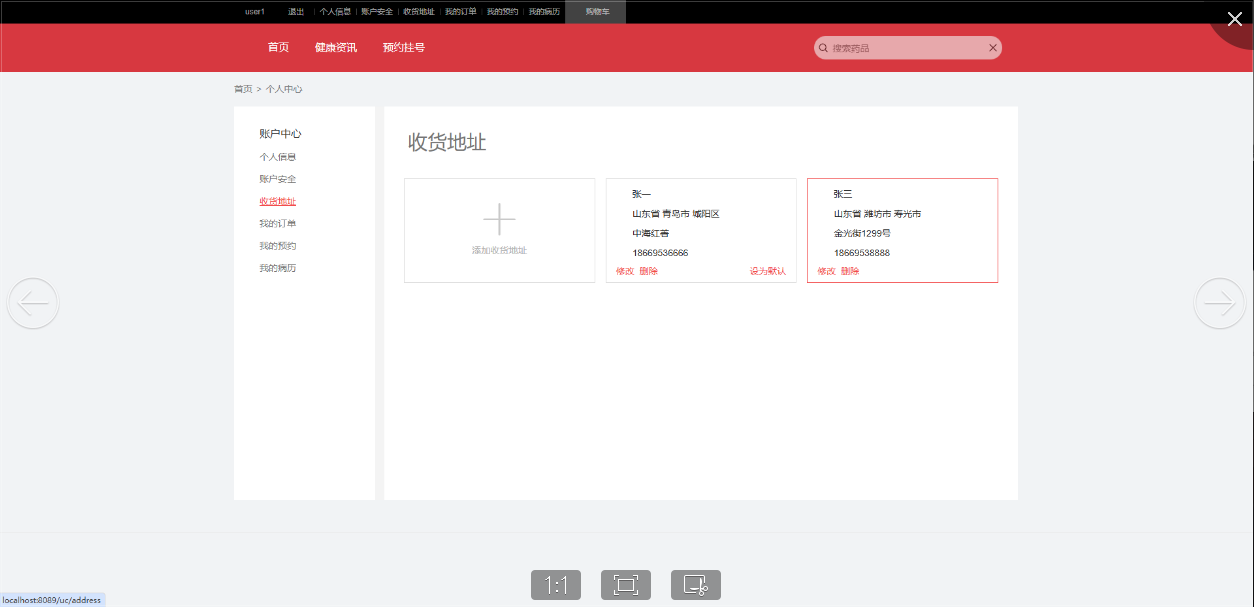 user1 退出 | 个人信息 | 账户安全 | 收货地址 | 我的订单 | 我的预约 | 我的病历 购物车
首页 健康资讯 预约挂号 搜索药品
首页 > 个人中心
账户中心
个人信息
账户安全
收货地址
我的订单
我的预约
我的病历
收货地址
添加收货地址
张一
山东省 青岛市 城阳区
中海红著
18669536666
修改 删除 设为默认
张三
山东省 潍坊市 寿光市
金光街1299号
18669538888
修改 删除
1:1
localhost:8089/uc/address